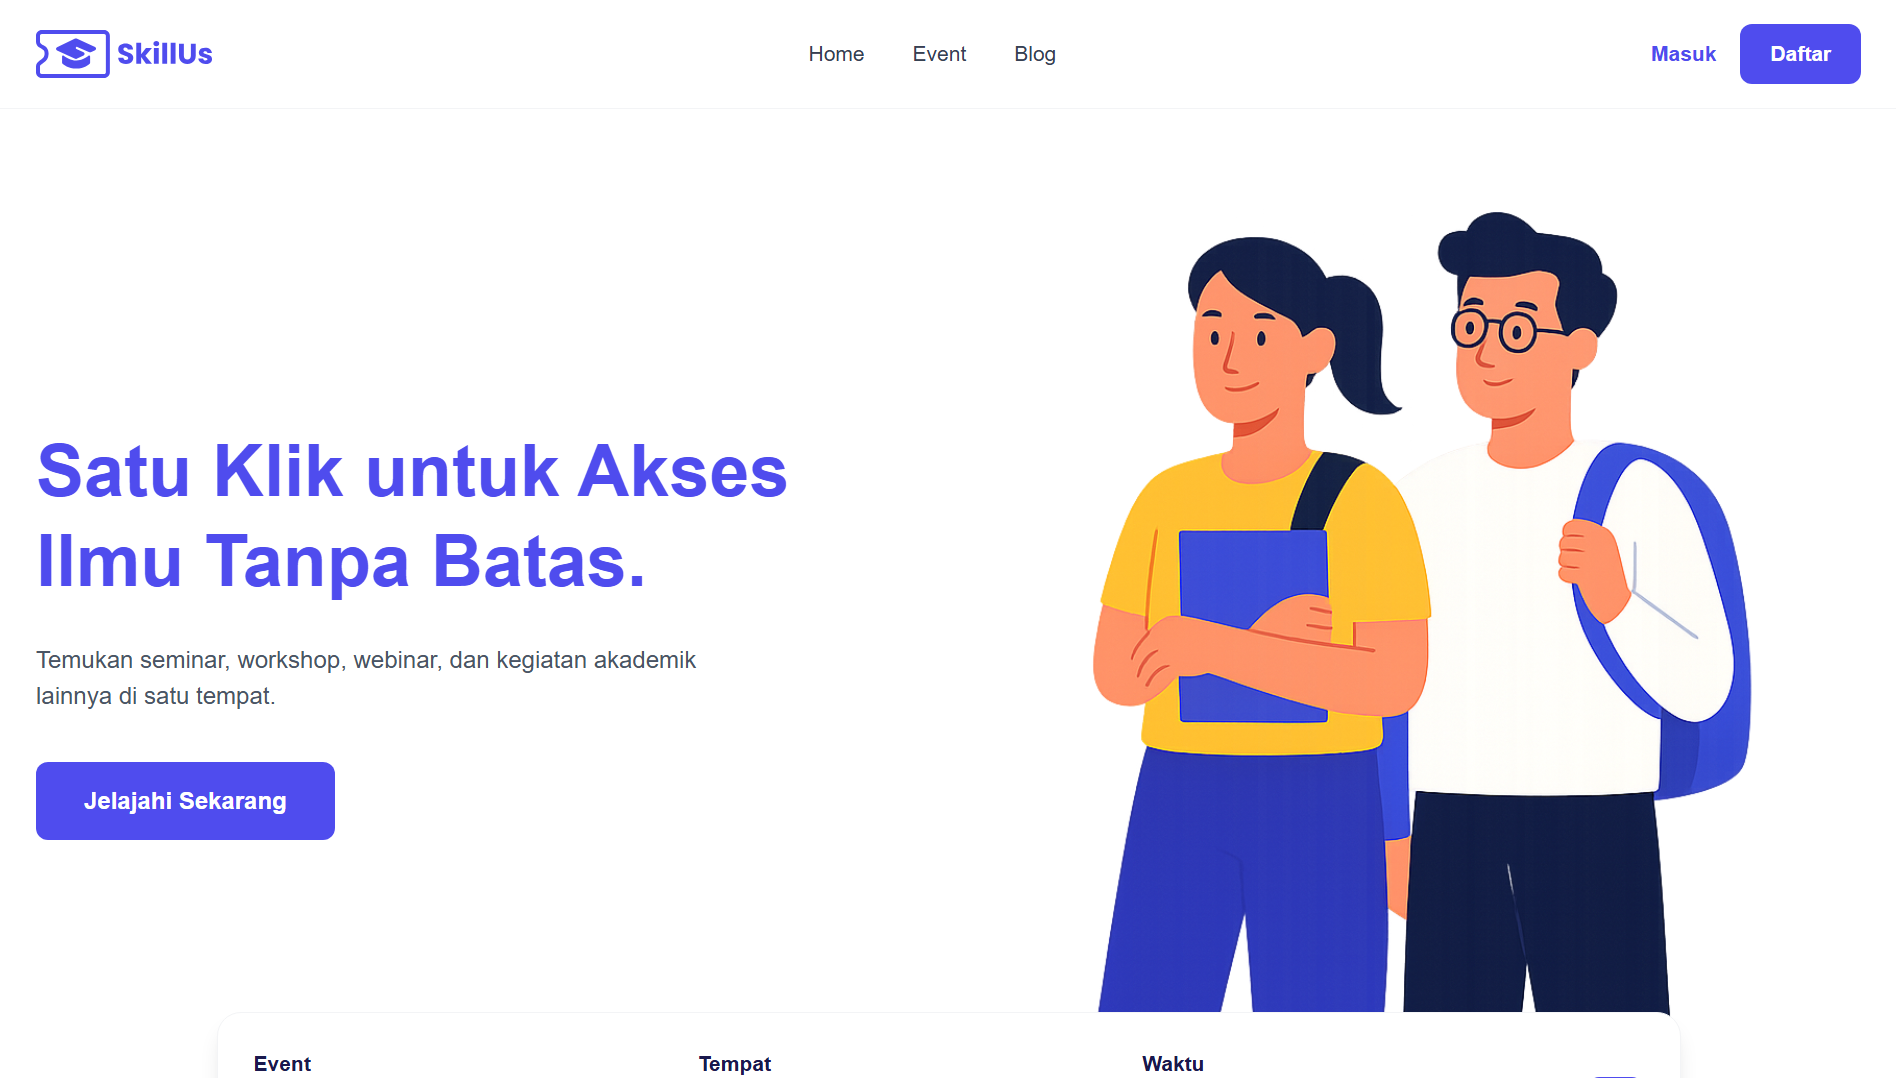 SkillUs
Home
Event
Blog
Masuk
Daftar
Satu Klik untuk Akses
Ilmu Tanpa Batas.
Temukan seminar, workshop, webinar, dan kegiatan akademik
lainnya di satu tempat.
Jelajahi Sekarang
Event
Tempat
Waktu